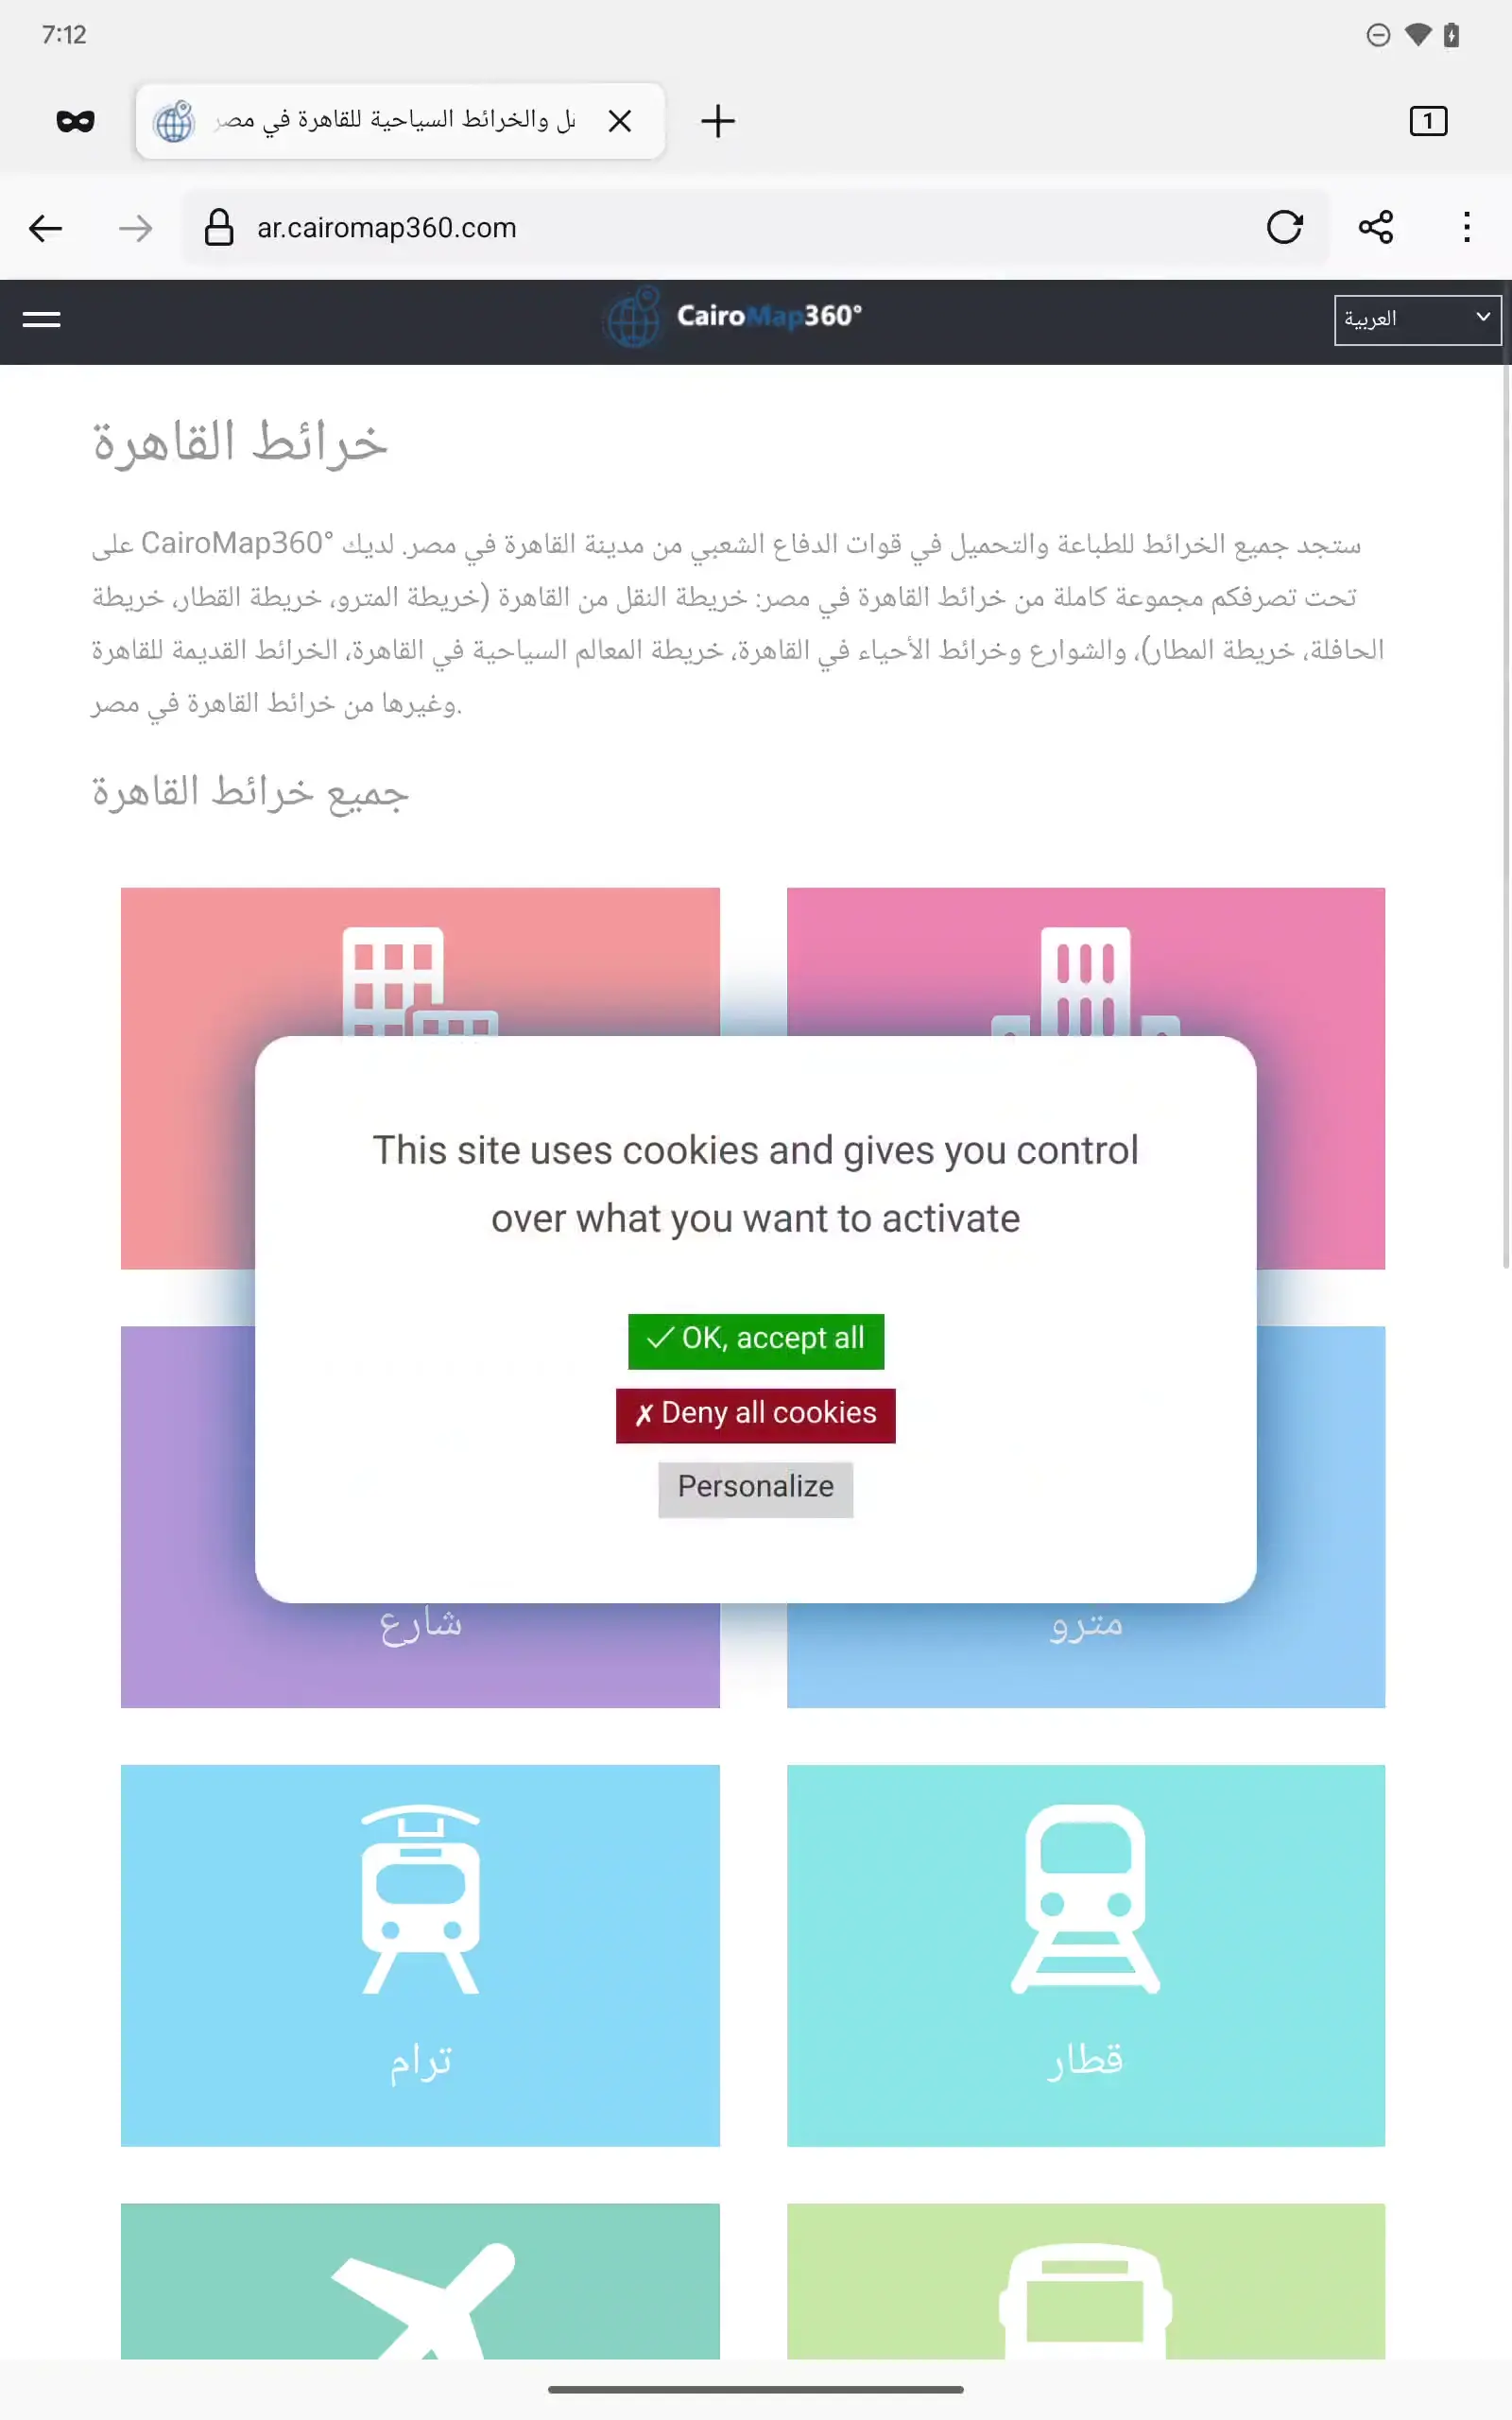 7:12
ل والخرائط السياحية للقاهرة في مصر
1
ar.cairomap360.com
CairoMap360°
العربية
خرائط القاهرة
على CairoMap360° ستجد جميع الخرائط للطباعة والتحميل في قوات الدفاع الشعبي من مدينة القاهرة في مصر. لديك
تحت تصرفكم مجموعة كاملة من خرائط القاهرة في مصر: خريطة النقل من القاهرة (خريطة المترو، خريطة القطار، خريطة
الحافلة، خريطة المطار)، والشوارع وخرائط الأحياء في القاهرة، خريطة المعالم السياحية في القاهرة، الخرائط القديمة للقاهرة
وغيرها من خرائط القاهرة في مصر.
جميع خرائط القاهرة
This site uses cookies and gives you control
over what you want to activate
✓ OK, accept all
✗ Deny all cookies
Personalize
شارع
مترو
ترام
قطار